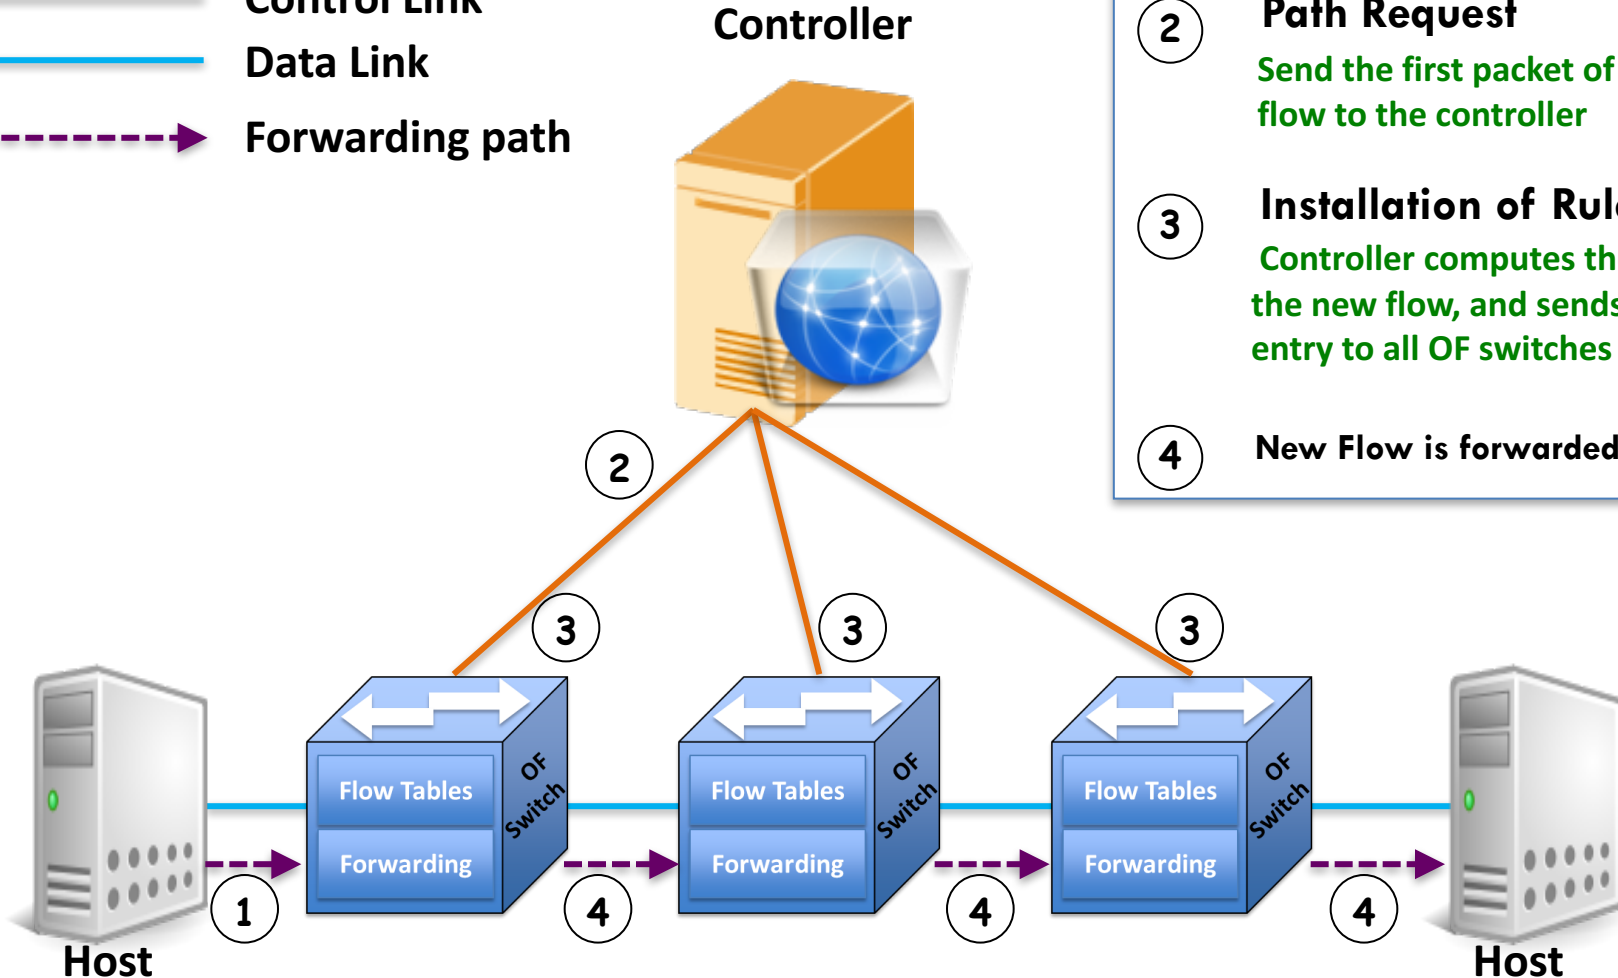 Control Link
Data Link
Forwarding path
Controller
2
Path Request
Send the first packet of
flow to the controller
3
Installation of
Controller computes
the new flow, and sends
entry to all OF switches
4
New Flow is forwarded
2
3
3
3
Flow Tables
Forwarding
OF
Switch
Flow Tables
Forwarding
OF
Switch
Flow Tables
Forwarding
OF
Switch
1
4
4
4
Host
Host